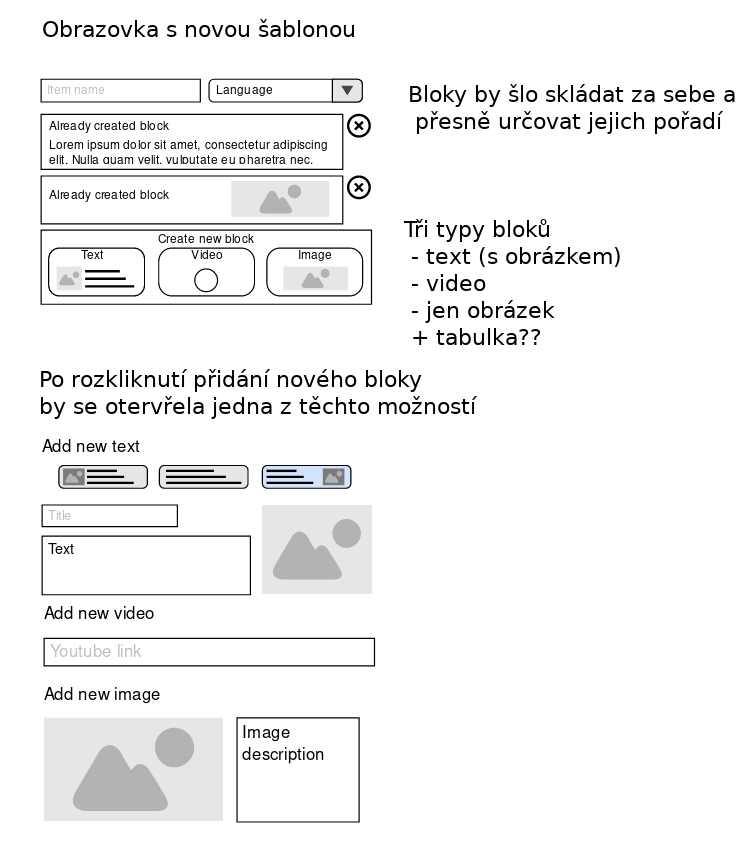 Obrazovka s novou šablonou
Item name
Language
Bloky by šlo skládat za sebe a
přesně určovat jejich pořadí
Already created block
Lorem ipsum dolor sit amet, consectetur adipiscing
elit. Nulla quam velit, vulputate eu pharetra nec.
Already created block
Create new block
Text
Video
Image
Tři typy bloků
- text (s obrázkem)
- video
- jen obrázek
+ tabulka??
Po rozkliknutí přidání nového bloky
by se otervřela jedna z těchto možností
Add new text
Title
Text
Add new video
Youtube link
Add new image
Image
description